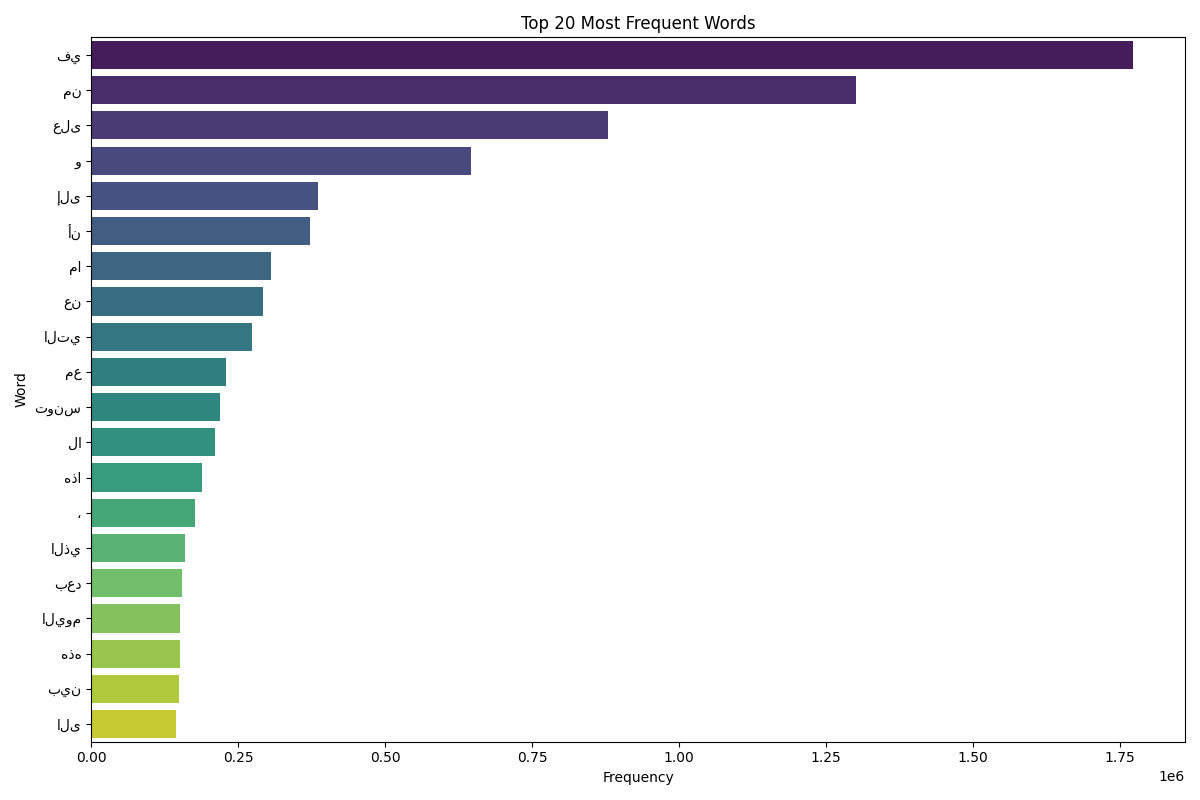 Top 20 Most Frequent Words
Word
في
من
على
و
إلى
أن
ما
عن
التي
مع
تونس
لا
هذا
،
الذي
بعد
اليوم
هذه
بين
الى
0.00 0.25 0.50 0.75 1.00 1.25 1.50 1.75
1e6
Frequency